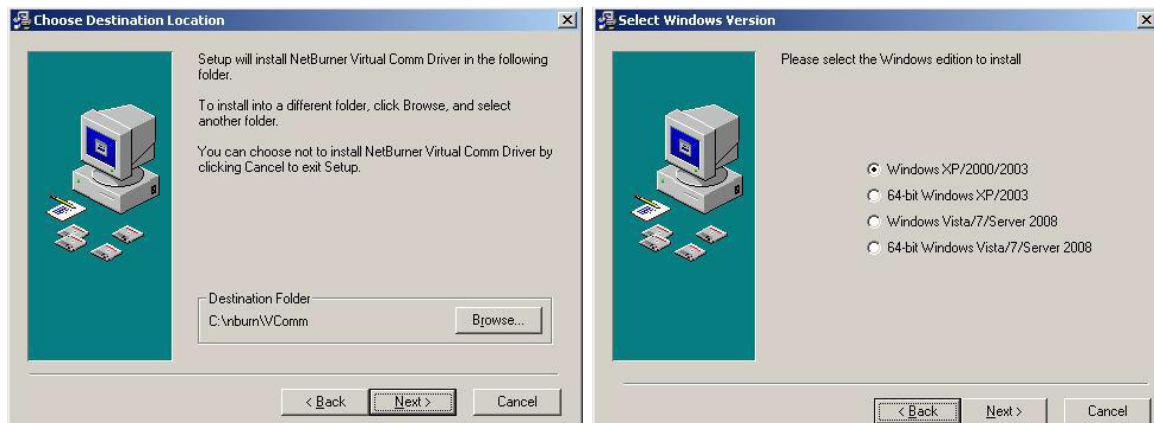 Choose Destination Location
Setup will install NetBurner Virtual Comm Driver in the following
folder.
To install into a different folder, click Browse, and select
another folder.
You can choose not to install NetBurner Virtual Comm Driver by
clicking Cancel to exit Setup.
Destination Folder
C:\nburn\VComm
Browse...
< Back
Next >
Cancel
Select Windows Version
Please select the Windows edition to install
Windows XP/2000/2003
64-bit Windows XP/2003
Windows Vista/7/Server 2008
64-bit Windows Vista/7/Server 2008
< Back
Next >
Cancel